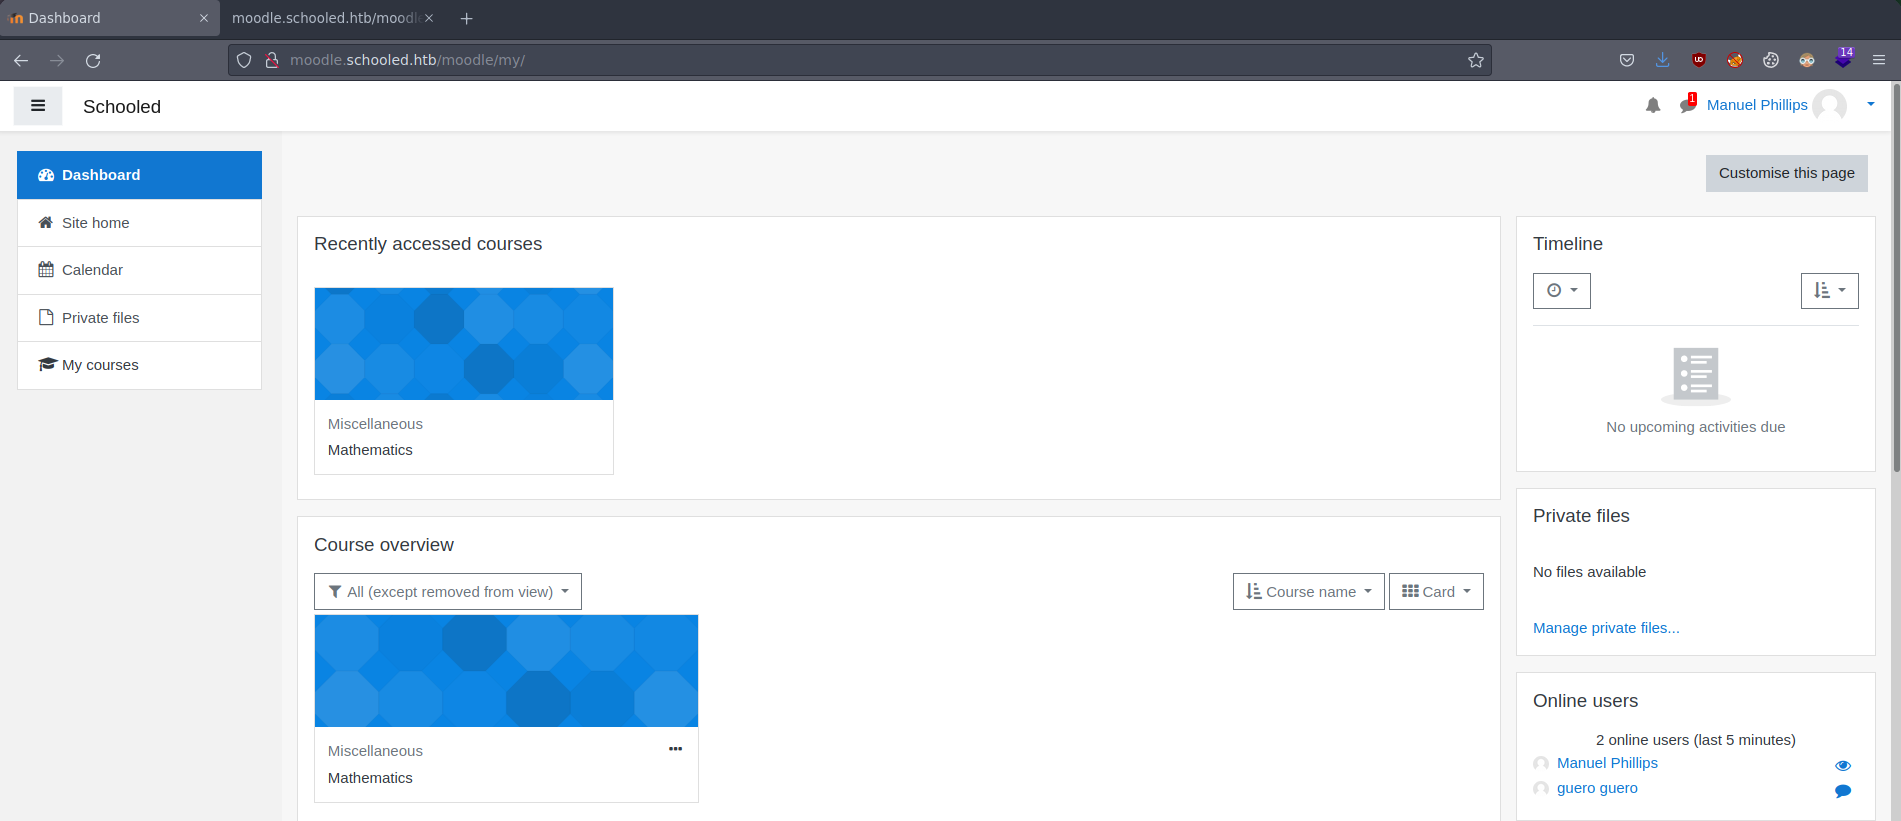 Dashboard
moodle.schooled.htb/moodle
moodle.schooled.htb/moodle/my/
14
Schooled
1
Manuel Phillips
Dashboard
Site home
Calendar
Private files
My courses
Customise this page
Recently accessed courses
Miscellaneous
Mathematics
Course overview
All (except removed from view)
Course name
Card
Miscellaneous
Mathematics
Timeline
No upcoming activities due
Private files
No files available
Manage private files...
Online users
2 online users (last 5 minutes)
Manuel Phillips
guero guero